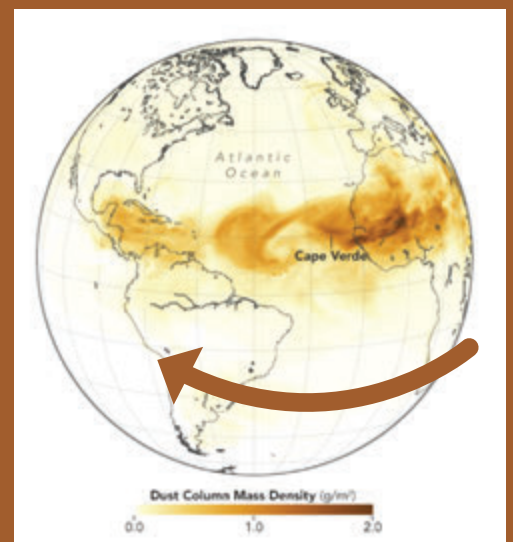 Atlantic
Ocean
Cape Verde
Dust Column Mass Density (g/m²)
0.0 1.0 2.0